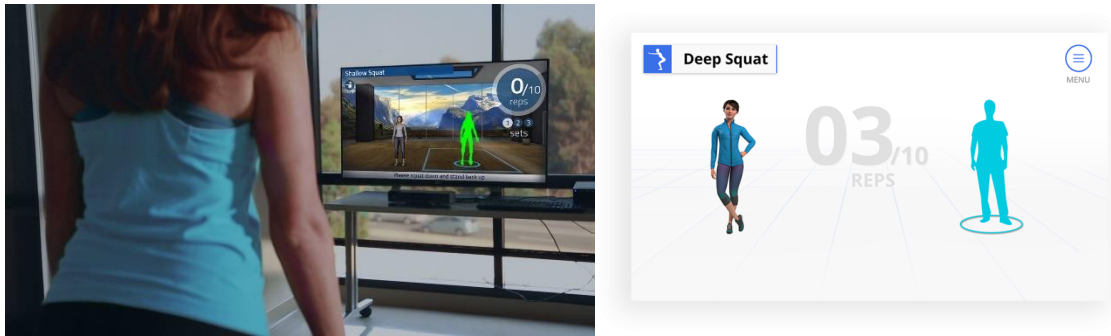 Shallow Squat
0/10
reps
1 2 3
sets
Please squat down and stand back up
Deep Squat
MENU
03/10
REPS